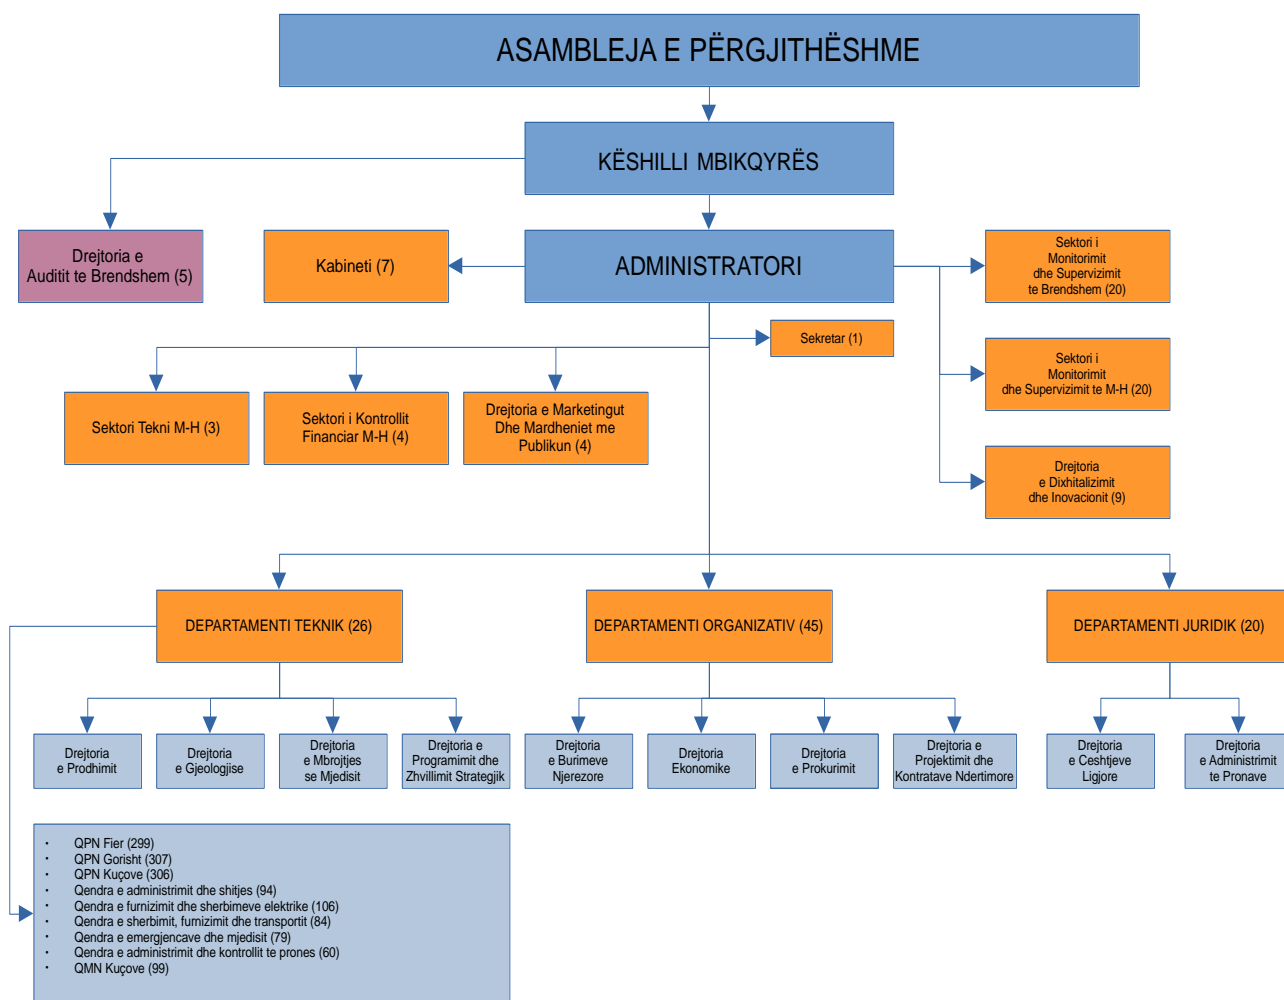 ASAMBLEJA E PËRGJITHËSHME
KËSHILLI MBIKQYRËS
Drejtoria e
Auditit te Brendshem (5)
Kabineti (7)
ADMINISTRATORI
Sektori i
Monitorimit
dhe Supervizimit
te Brendshem (20)
Sekretar (1)
Sektori i
Monitorimit
dhe Supervizimit te M-H (20)
Sektori Tekni M-H (3)
Sektori i Kontrollit
Financiar M-H (4)
Drejtoria e Marketingut
Dhe Mardheniet me
Publikun (4)
Drejtoria
e Dixhitalizimit
dhe Inovacionit (9)
DEPARTAMENTI TEKNIK (26)
DEPARTAMENTI ORGANIZATIV (45)
DEPARTAMENTI JURIDIK (20)
Drejtoria
e Prodhimit
Drejtoria
e Gjeologjise
Drejtoria
e Mbrojtjes
se Mjedisit
Drejtoria e
Programimit dhe
Zhvillimit Strategjik
Drejtoria
e Burimeve
Njerezore
Drejtoria
Ekonomike
Drejtoria
e Prokurimit
Drejtoria e
Projektimit dhe
Kontratave Ndertimore
Drejtoria
e Ceshtjeve
Ligjore
Drejtoria
e Administrimit
te Pronave
· QPN Fier (299)
· QPN Gorisht (307)
· QPN Kuçove (306)
· Qendra e administrimit dhe shitjes (94)
· Qendra e furnizimit dhe sherbimeve elektrike (106)
· Qendra e sherbimit, furnizimit dhe transportit (84)
· Qendra e emergjencave dhe mjedisit (79)
· Qendra e administrimit dhe kontrollit te prones (60)
· QMN Kuçove (99)